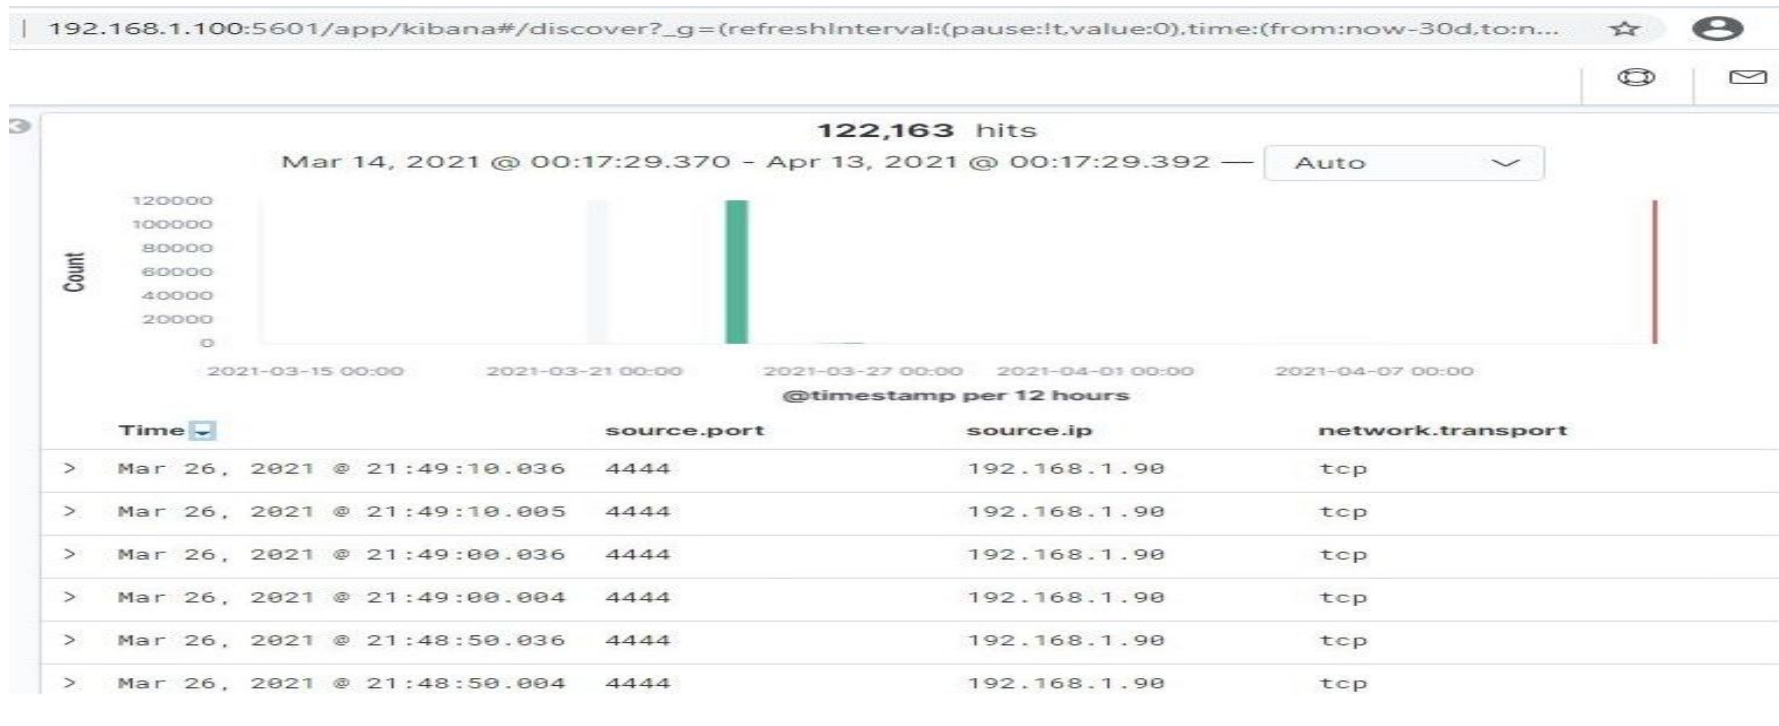 192.168.1.100:5601/app/kibana#/discover?_g=(refreshInterval:(pause:!t,value:0),time:(from:now-30d,to:n...
122,163 hits
Mar 14, 2021 @ 00:17:29.370 - Apr 13, 2021 @ 00:17:29.392 — Auto
120000
100000
80000
60000
40000
20000
0
Count
2021-03-15 00:00 2021-03-21 00:00 2021-03-27 00:00 2021-04-01 00:00 2021-04-07 00:00
@timestamp per 12 hours
Time source.port source.ip network.transport
> Mar 26, 2021 @ 21:49:10.036 4444 192.168.1.90 tcp
> Mar 26, 2021 @ 21:49:10.005 4444 192.168.1.90 tcp
> Mar 26, 2021 @ 21:49:00.036 4444 192.168.1.90 tcp
> Mar 26, 2021 @ 21:49:00.004 4444 192.168.1.90 tcp
> Mar 26, 2021 @ 21:48:50.036 4444 192.168.1.90 tcp
> Mar 26, 2021 @ 21:48:50.004 4444 192.168.1.90 tcp